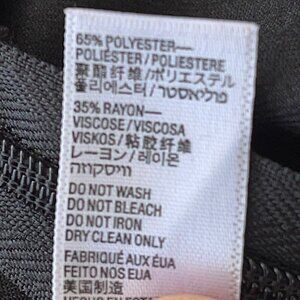 65% POLYESTER—
POLIÉSTER/POLIESTERE
聚酯纤维/ポリエステル
폴리에스터/פוליאסטר
35% RAYON—
VISCOSE/VISCOSA
VISKOS/粘胶纤维
レーヨン/레이온
ויסקוזה
DO NOT WASH
DO NOT BLEACH
DO NOT IRON
DRY CLEAN ONLY
FABRIQUÉ AUX ÉUA
FEITO NOS EUA
美国制造